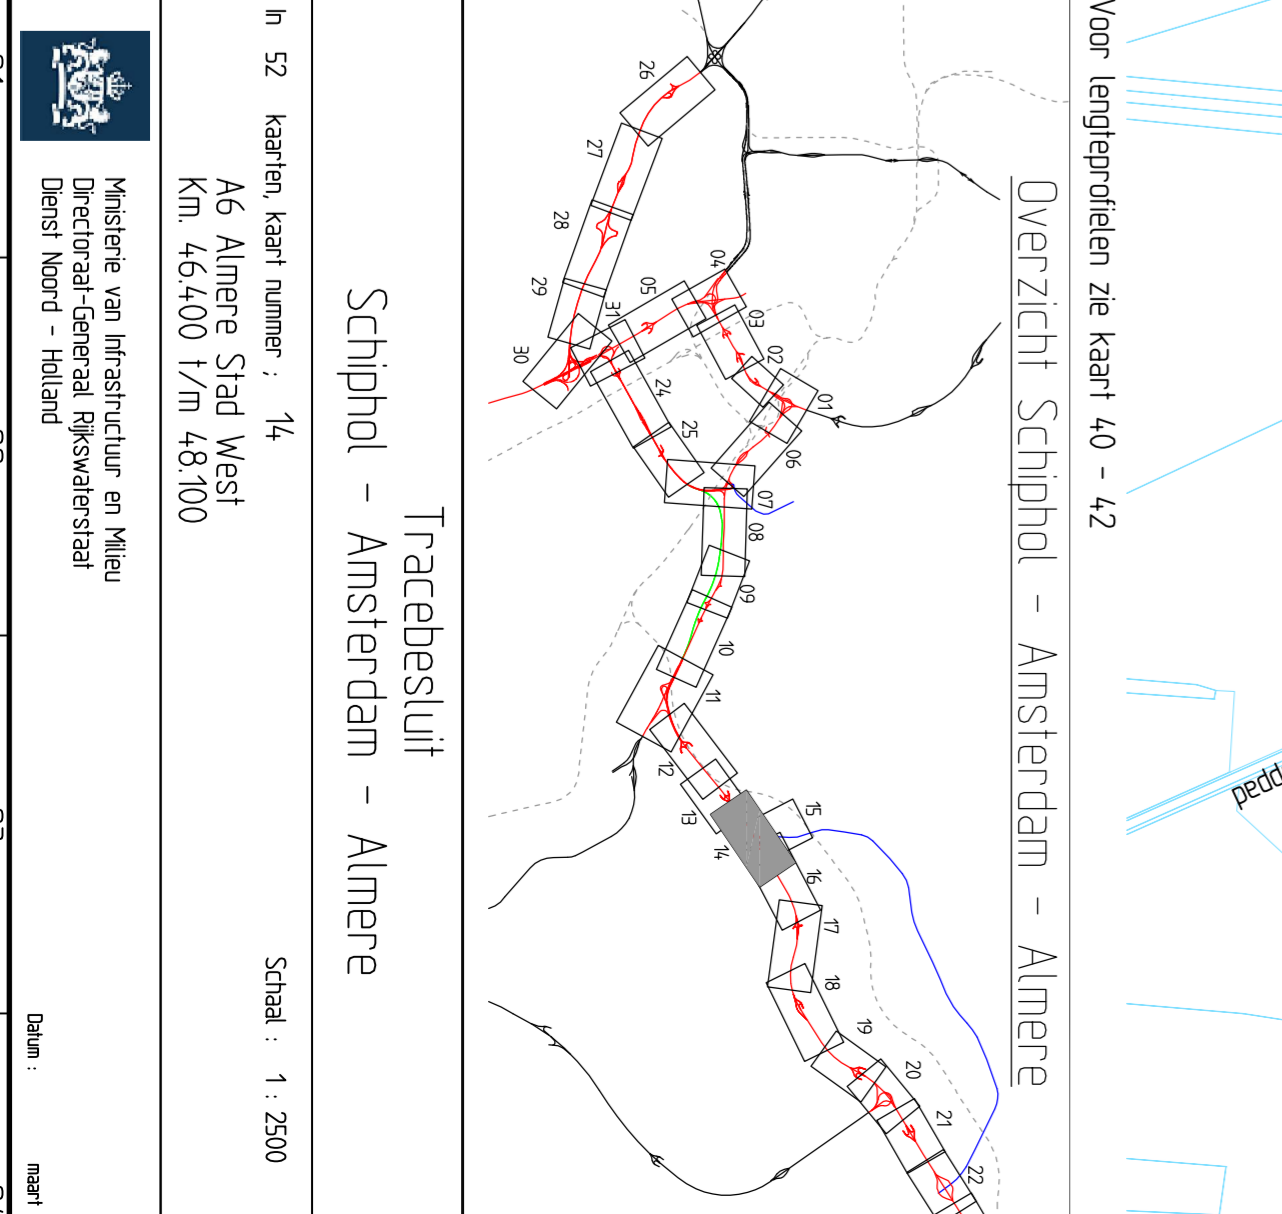 Voor lengteprofielen zie kaart 40 - 42
Overzicht Schiphol - Amsterdam - Almere
01
02
03
04
05
06
07
08
09
10
11
12
13
14
15
16
17
18
19
20
21
22
24
25
26
27
28
29
30
31
Tracebesluit
Schiphol - Amsterdam - Almere
In 52 kaarten, kaart nummer ; 14
Schaal : 1 : 2500
A6 Almere Stad West
Km. 46.400 t/m 48.100
Ministerie van Infrastructuur en Milieu
Directoraat-Generaal Rijkswaterstaat
Dienst Noord - Holland
Datum : maart
ppad